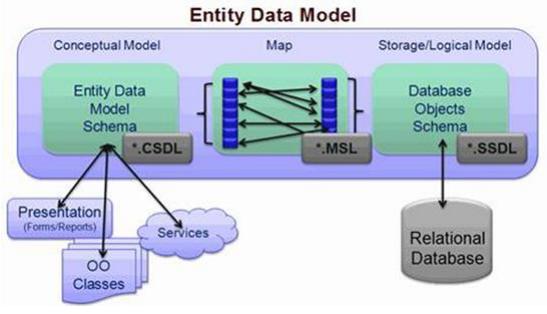 Entity Data Model
Conceptual Model
Map
Storage/Logical Model
Entity Data
Model
Schema
*.CSDL
*.MSL
Database
Objects
Schema
*.SSDL
Presentation
(Forms/Reports)
Services
OO
Classes
Relational
Database